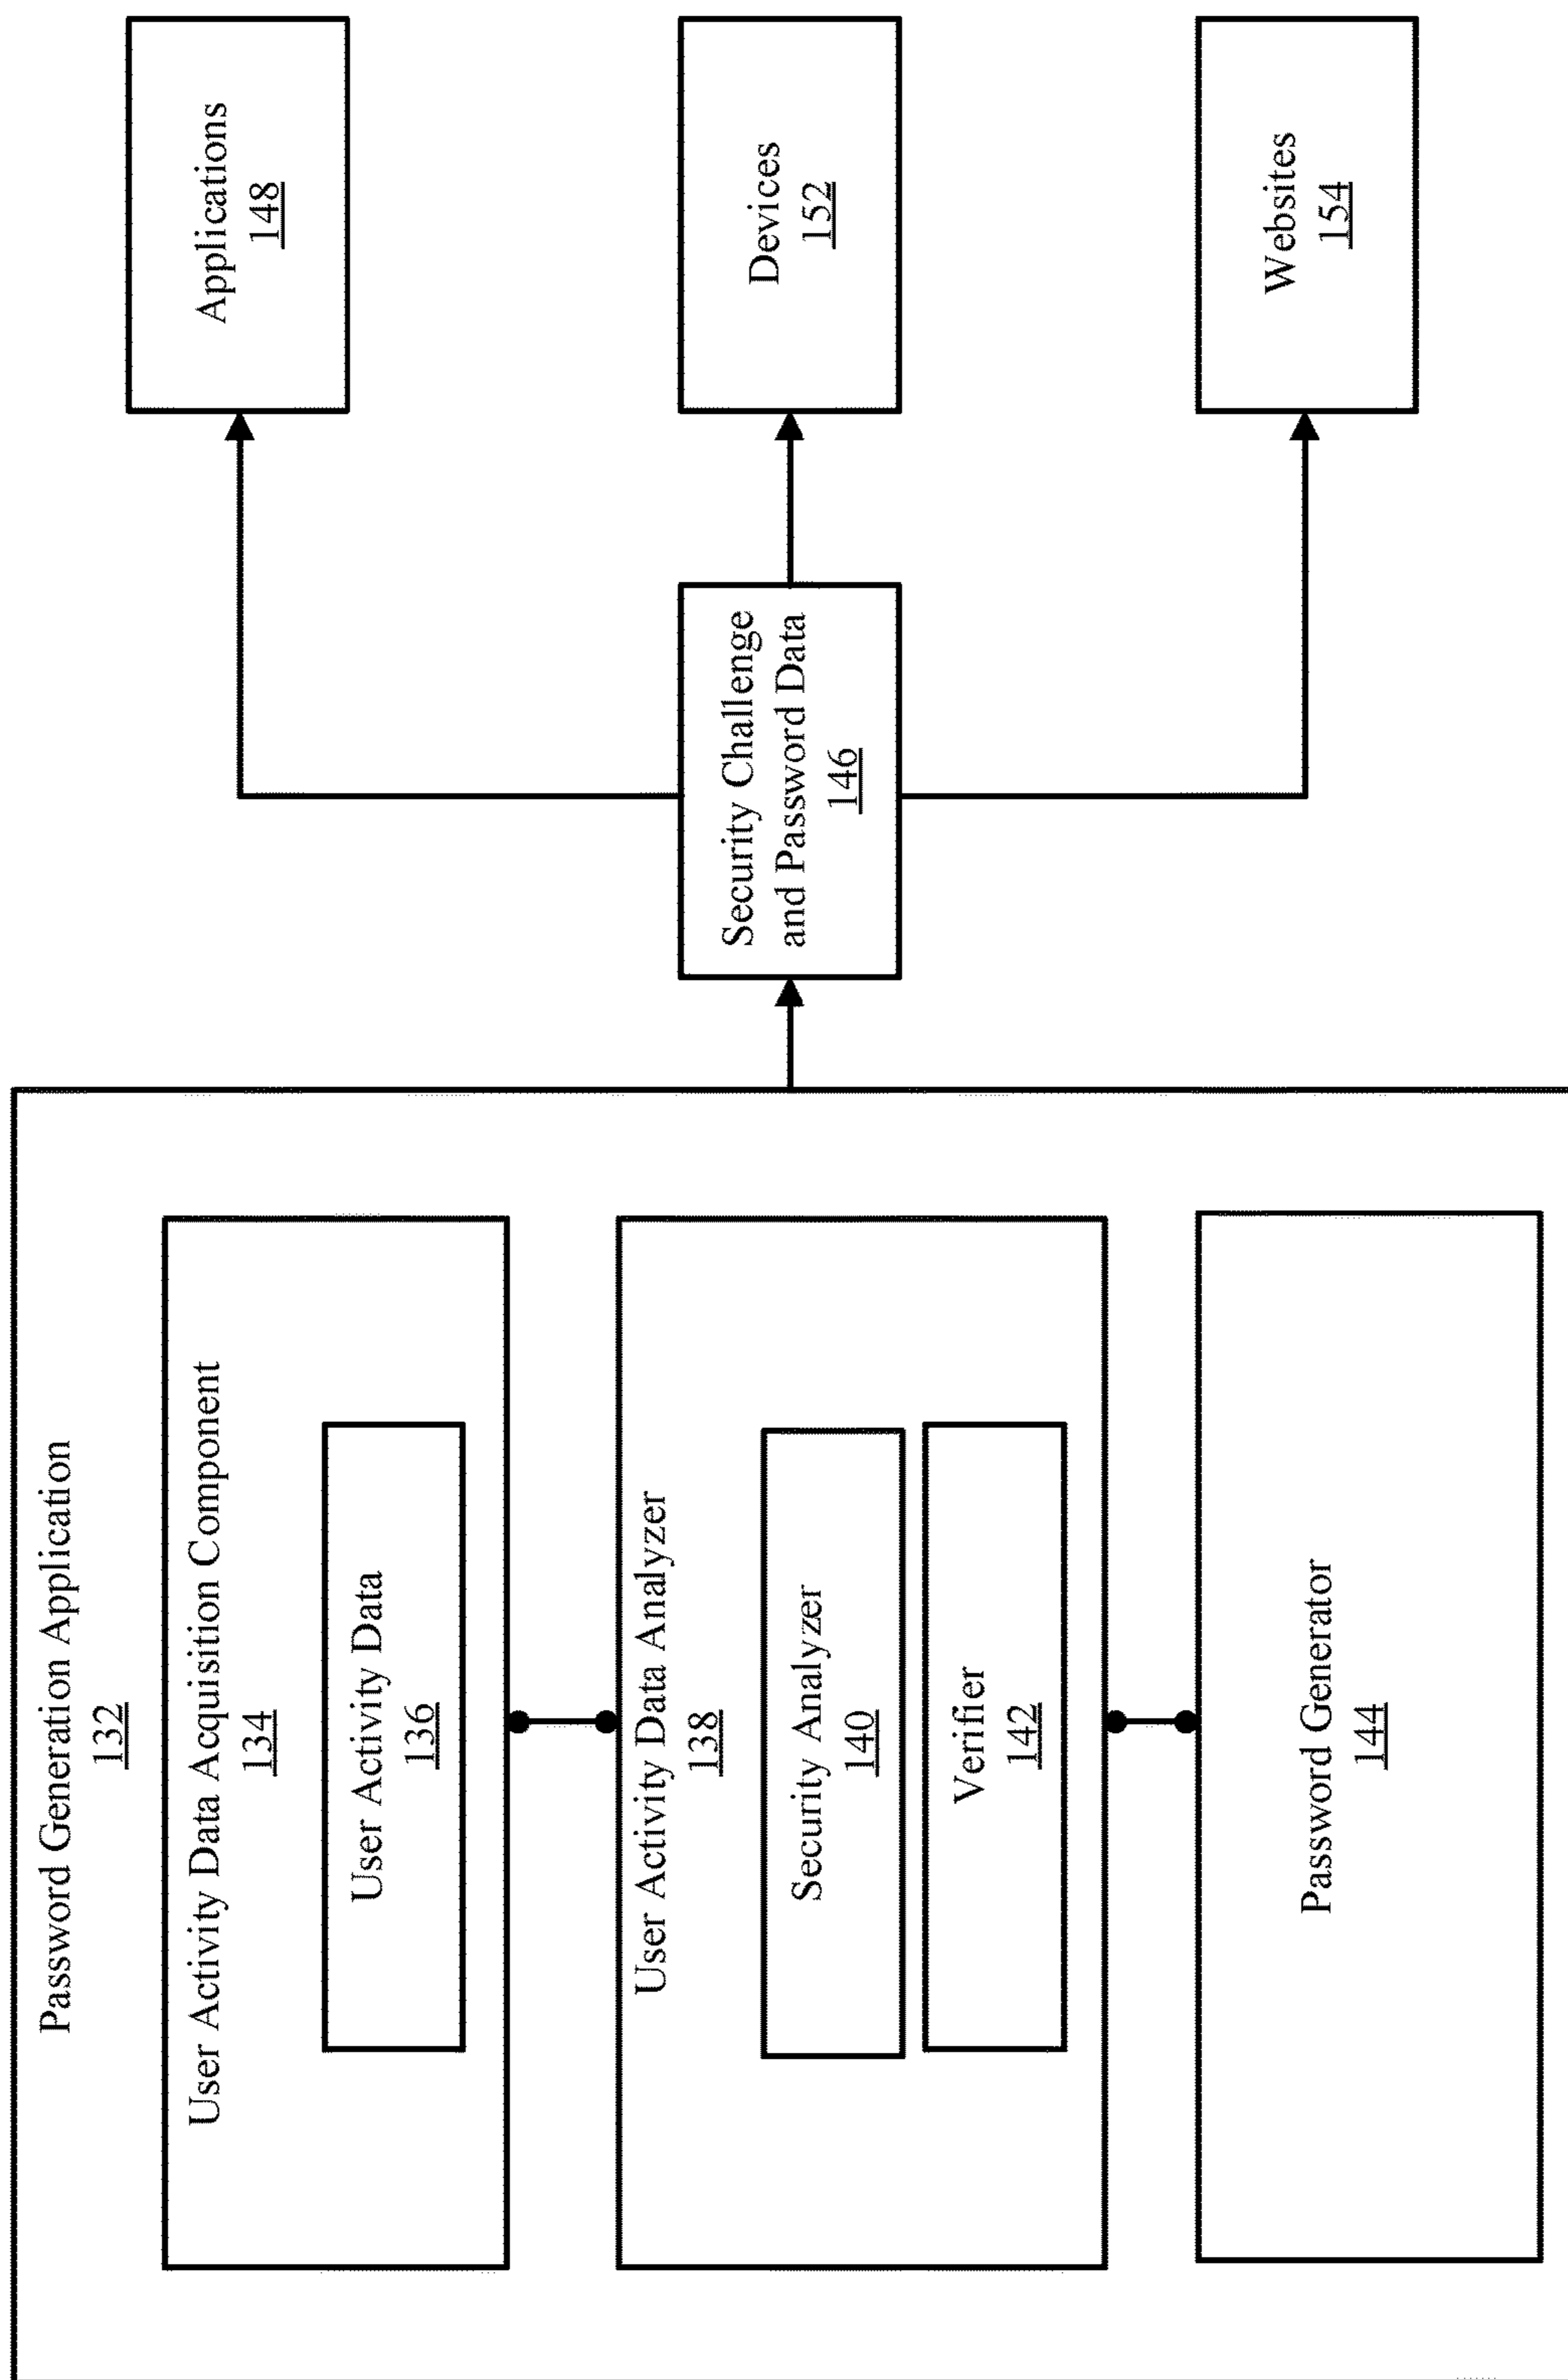 Password Generation Application
132
User Activity Data Acquisition Component
134
User Activity Data
136
User Activity Data Analyzer
138
Security Analyzer
140
Verifier
142
Password Generator
144
Security Challenge
and Password Data
146
Applications
148
Devices
152
Websites
154